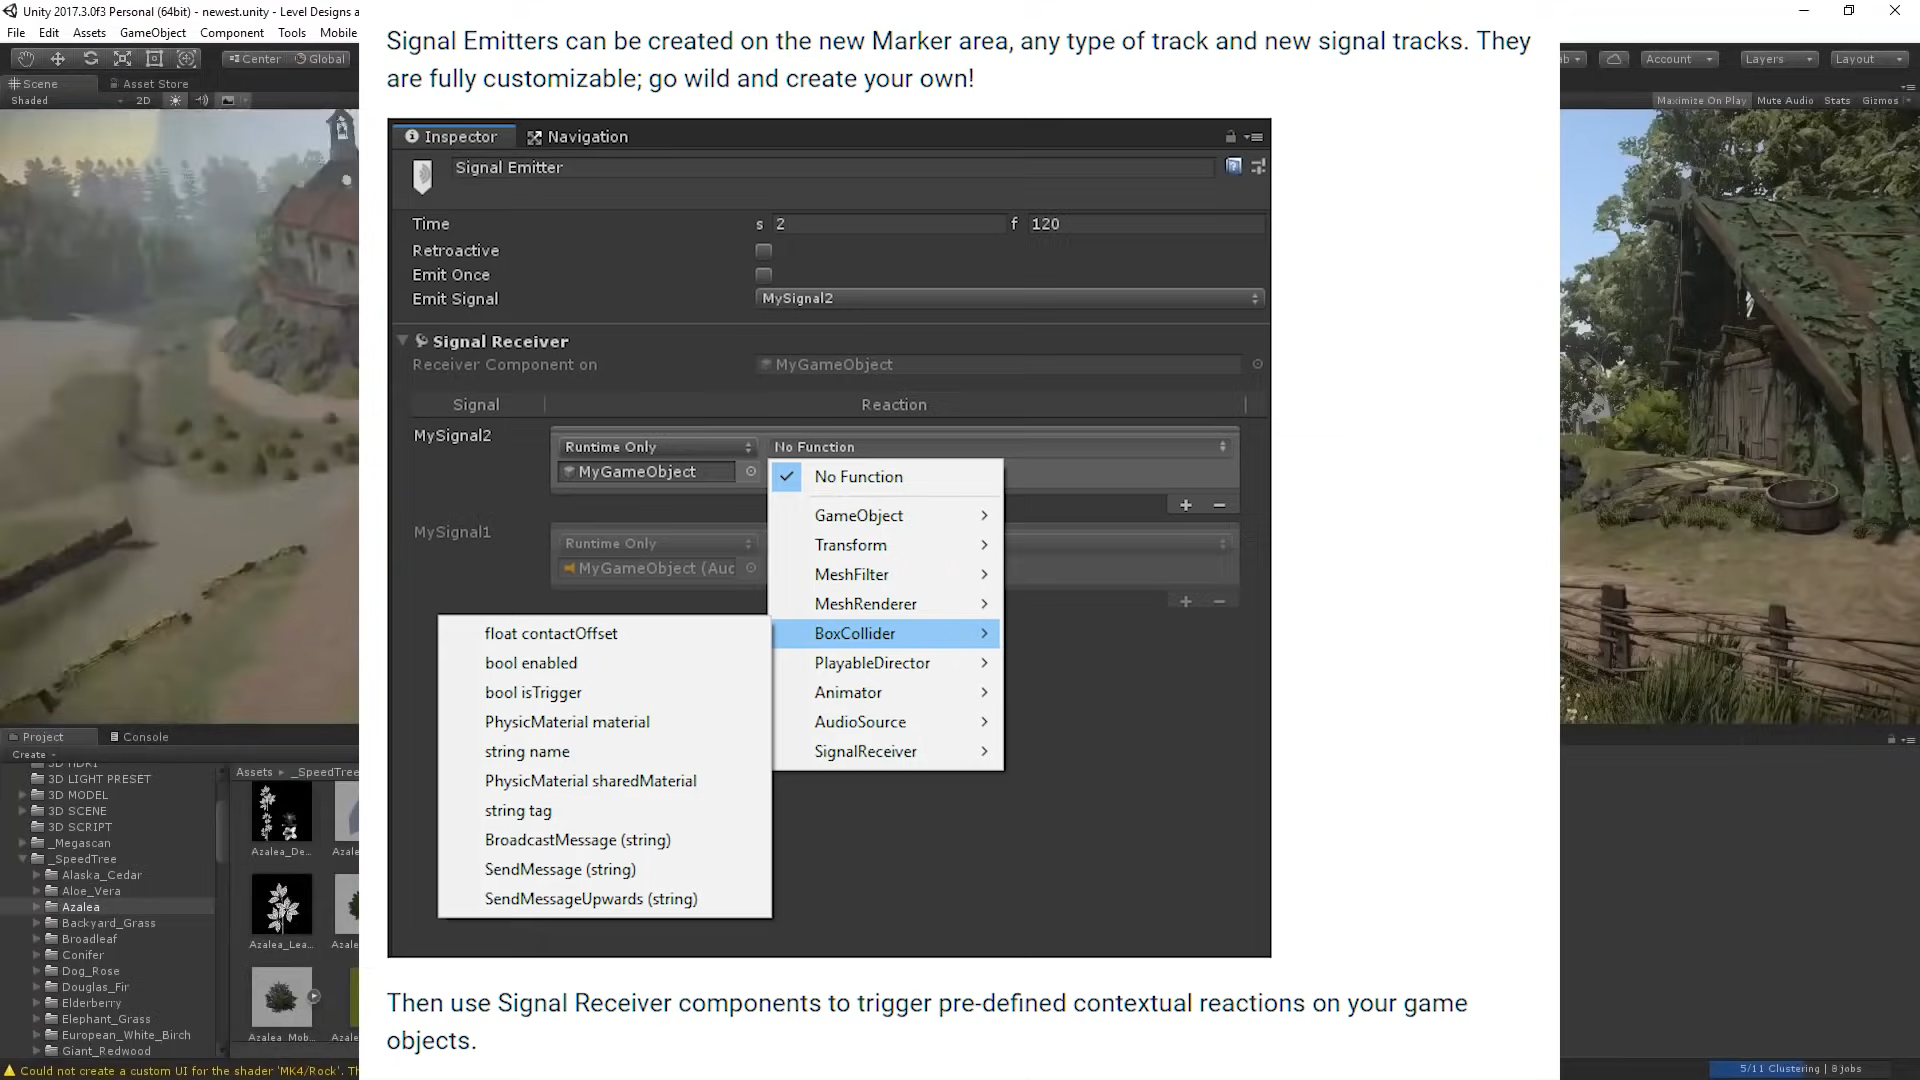 Unity 2017.3.0f3 Personal (64bit) - newest.unity - Level Designs a
File Edit Assets GameObject Component Tools Mobile
Center Global
Account Layers Layout
Scene Asset Store
Shaded 2D
Maximize On Play Mute Audio Stats Gizmos
Signal Emitters can be created on the new Marker area, any type of track and new signal tracks. They
are fully customizable; go wild and create your own!
Inspector Navigation
Signal Emitter
Time s 2 f 120
Retroactive
Emit Once
Emit Signal MySignal2
Signal Receiver
Receiver Component on MyGameObject
Signal Reaction
MySignal2 Runtime Only No Function
MyGameObject
MySignal1 Runtime Only
MyGameObject (Auc
No Function
GameObject
Transform
MeshFilter
MeshRenderer
BoxCollider
PlayableDirector
Animator
AudioSource
SignalReceiver
float contactOffset
bool enabled
bool isTrigger
PhysicMaterial material
string name
PhysicMaterial sharedMaterial
string tag
BroadcastMessage (string)
SendMessage (string)
SendMessageUpwards (string)
Then use Signal Receiver components to trigger pre-defined contextual reactions on your game
objects.
Project Console
Create
3D HDRI
3D LIGHT PRESET
3D MODEL
3D SCENE
3D SCRIPT
_Megascan
_SpeedTree
Alaska_Cedar
Aloe_Vera
Azalea
Backyard_Grass
Broadleaf
Conifer
Dog_Rose
Douglas_Fir
Elderberry
Elephant_Grass
European_White_Birch
Giant_Redwood
Assets _SpeedTree
Azalea_De... Azale
Azalea_Lea... Azale
Azalea_Mob... Azale
Could not create a custom UI for the shader 'MK4/Rock'. Th
5/11 Clustering | 8 jobs